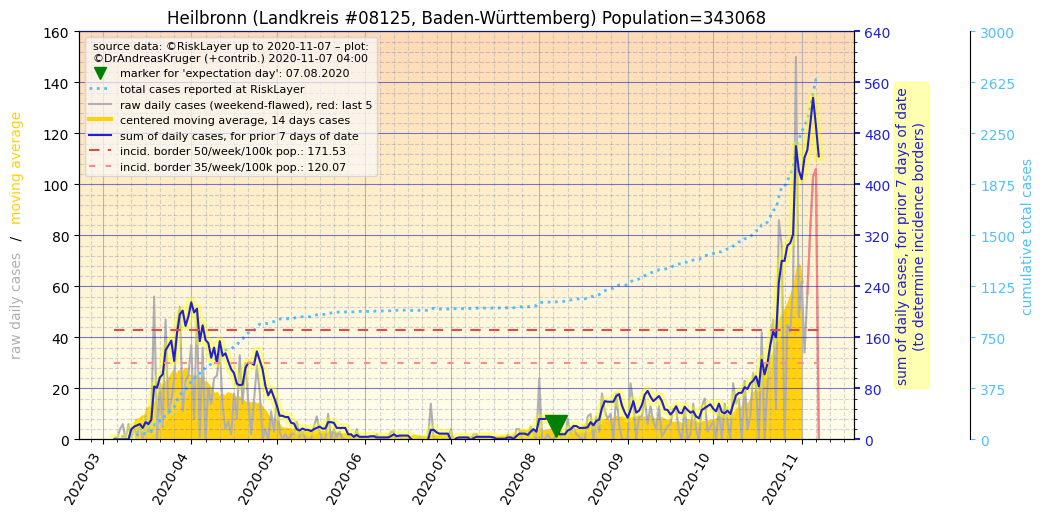 Heilbronn (Landkreis #08125, Baden-Württemberg) Population=343068
source data: ©RiskLayer up to 2020-11-07 – plot:
©DrAndreasKruger (+contrib.) 2020-11-07 04:00
marker for 'expectation day': 07.08.2020
total cases reported at RiskLayer
raw daily cases (weekend-flawed), red: last 5
centered moving average, 14 days cases
sum of daily cases, for prior 7 days of date
incid. border 50/week/100k pop.: 171.53
incid. border 35/week/100k pop.: 120.07
raw daily cases / moving average
160
140
120
100
80
60
40
20
0
2020-03
2020-04
2020-05
2020-06
2020-07
2020-08
2020-09
2020-10
2020-11
640
560
480
400
320
240
160
80
0
sum of daily cases, for prior 7 days of date
(to determine incidence borders)
3000
2625
2250
1875
1500
1125
750
375
0
cumulative total cases